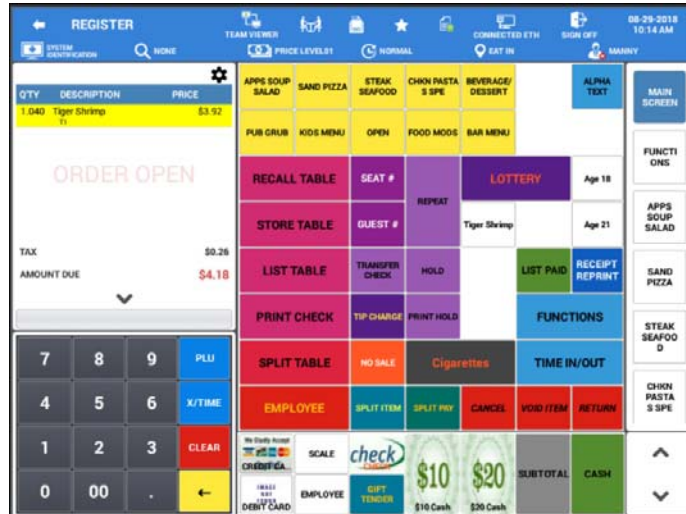 REGISTER
TEAM VIEWER
CONNECTED ETH
SIGN OFF
08-29-2018
10:14 AM
SYSTEM
IDENTIFICATION
NONE
PRICE LEVEL01
NORMAL
EAT IN
MANNY
Q'TY DESCRIPTION PRICE
1.040 Tiger Shrimp $3.92
T1
ORDER OPEN
TAX $0.26
AMOUNT DUE $4.18
7 8 9 PLU
4 5 6 X/TIME
1 2 3 CLEAR
0 00 . ←
APPS SOUP
SALAD
SAND PIZZA
STEAK
SEAFOOD
CHKN PASTA
S SPE
BEVERAGE/
DESSERT
ALPHA
TEXT
PUB GRUB
KIDS MENU
OPEN
FOOD MODS
BAR MENU
RECALL TABLE
SEAT #
REPEAT
LOTTERY
Age 18
STORE TABLE
GUEST #
Tiger Shrimp
Age 21
LIST TABLE
TRANSFER
CHECK
HOLD
LIST PAID
RECEIPT
REPRINT
PRINT CHECK
TIP CHARGE
PRINT HOLD
FUNCTIONS
SPLIT TABLE
NO SALE
Cigarettes
TIME IN/OUT
EMPLOYEE
SPLIT ITEM
SPLIT PAY
CANCEL
VOID ITEM
RETURN
We Gladly Accept
CREDIT CA
SCALE
check
$10
$10 Cash
$20
$20 Cash
SUBTOTAL
CASH
IMAGE
NOT
FOUND
DEBIT CARD
EMPLOYEE
GIFT
TENDER
MAIN
SCREEN
FUNCTI
ONS
APPS
SOUP
SALAD
SAND
PIZZA
STEAK
SEAFOO
D
CHKN
PASTA
S SPE